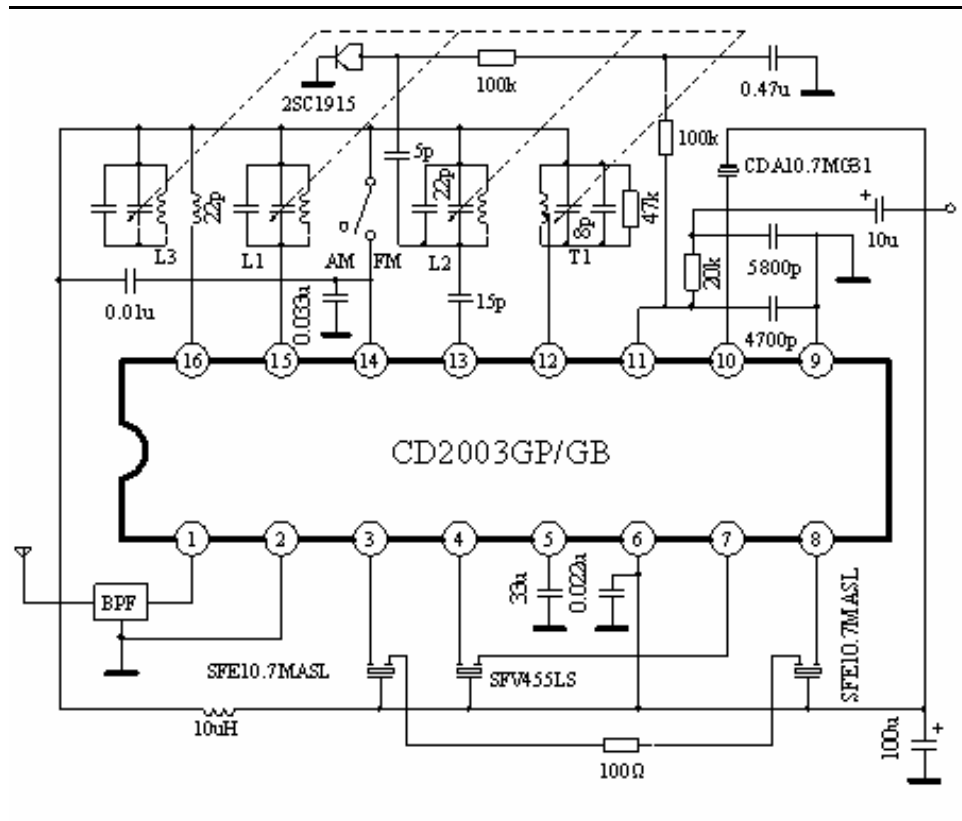 2SC1915
100k
0.47u
100k
5p
CDA10.7MGB1
22p
22p
8p
47k
+
10u
L3
L1
AM
FM
L2
T1
20k
5800p
0.01u
0.033u
15p
4700p
16
15
14
13
12
11
10
9
CD2003GP/GB
1
2
3
4
5
6
7
8
BPF
33u
0.022u
SFE10.7MASL
SFE10.7MASL
SFV455LS
10uH
100Ω
100u
+